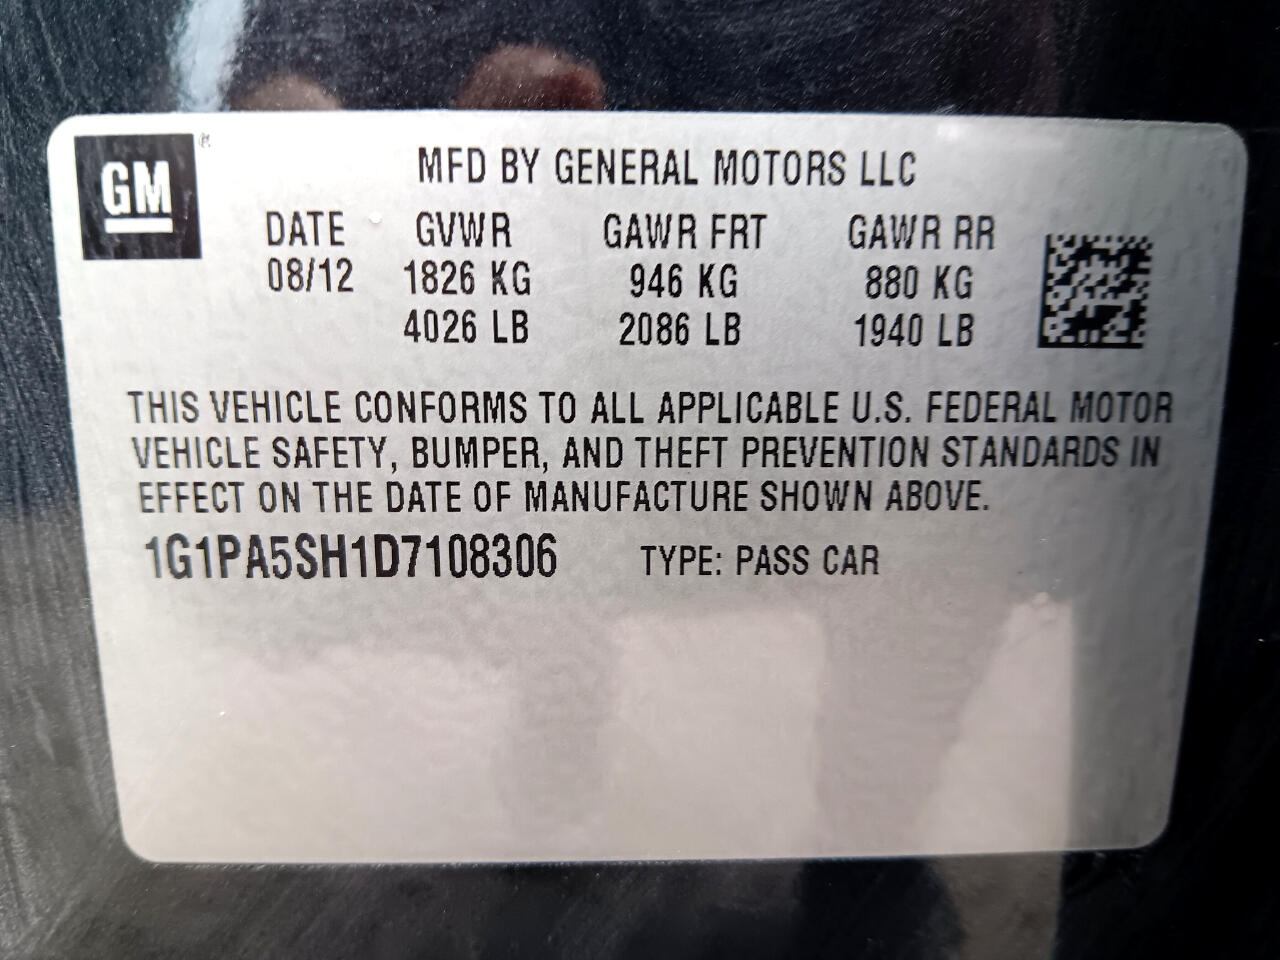 GM
MFD BY GENERAL MOTORS LLC
DATE GVWR GAWR FRT GAWR RR
08/12 1826 KG 946 KG 880 KG
4026 LB 2086 LB 1940 LB
THIS VEHICLE CONFORMS TO ALL APPLICABLE U.S. FEDERAL MOTOR
VEHICLE SAFETY, BUMPER, AND THEFT PREVENTION STANDARDS IN
EFFECT ON THE DATE OF MANUFACTURE SHOWN ABOVE.
1G1PA5SH1D7108306 TYPE: PASS CAR